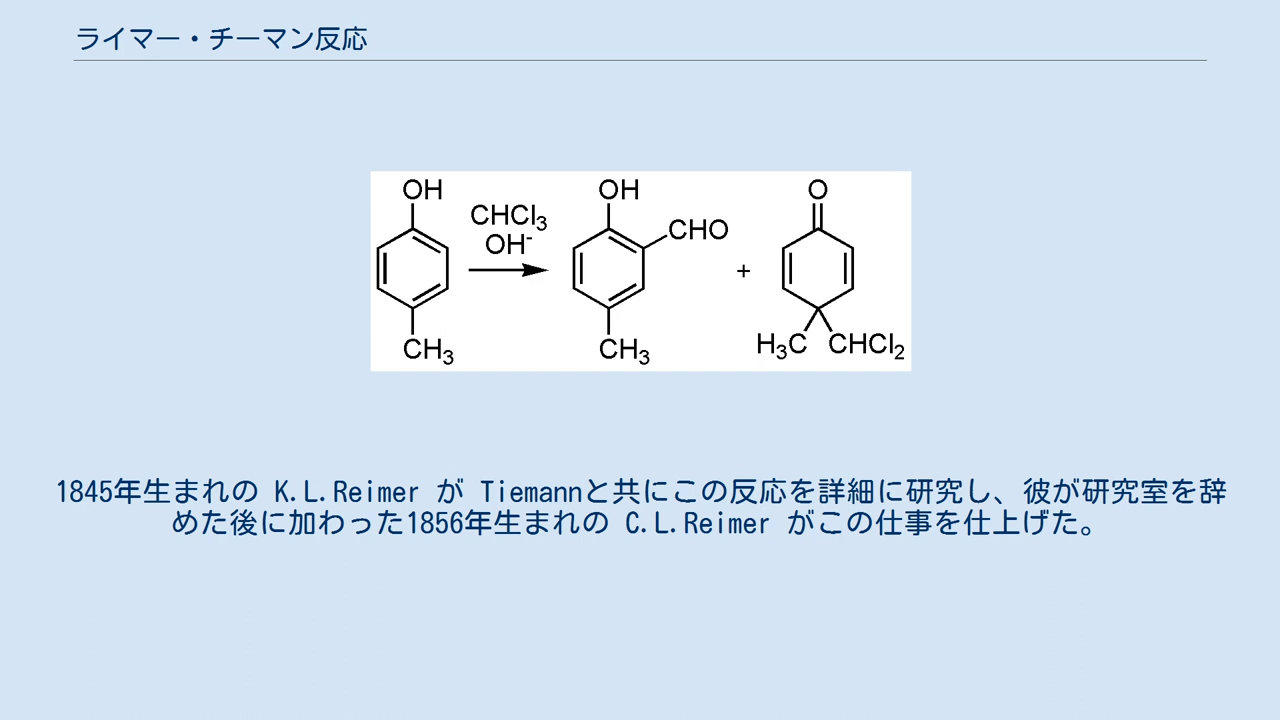 ライマー・チーマン反応
OH
CHCl3
OH-
CH3
OH
CHO
CH3
+
O
H3C
CHCl2
1845年生まれの K.L.Reimer が Tiemannと共にこの反応を詳細に研究し、彼が研究室を辞
めた後に加わった1856年生まれの C.L.Reimer がこの仕事を仕上げた。